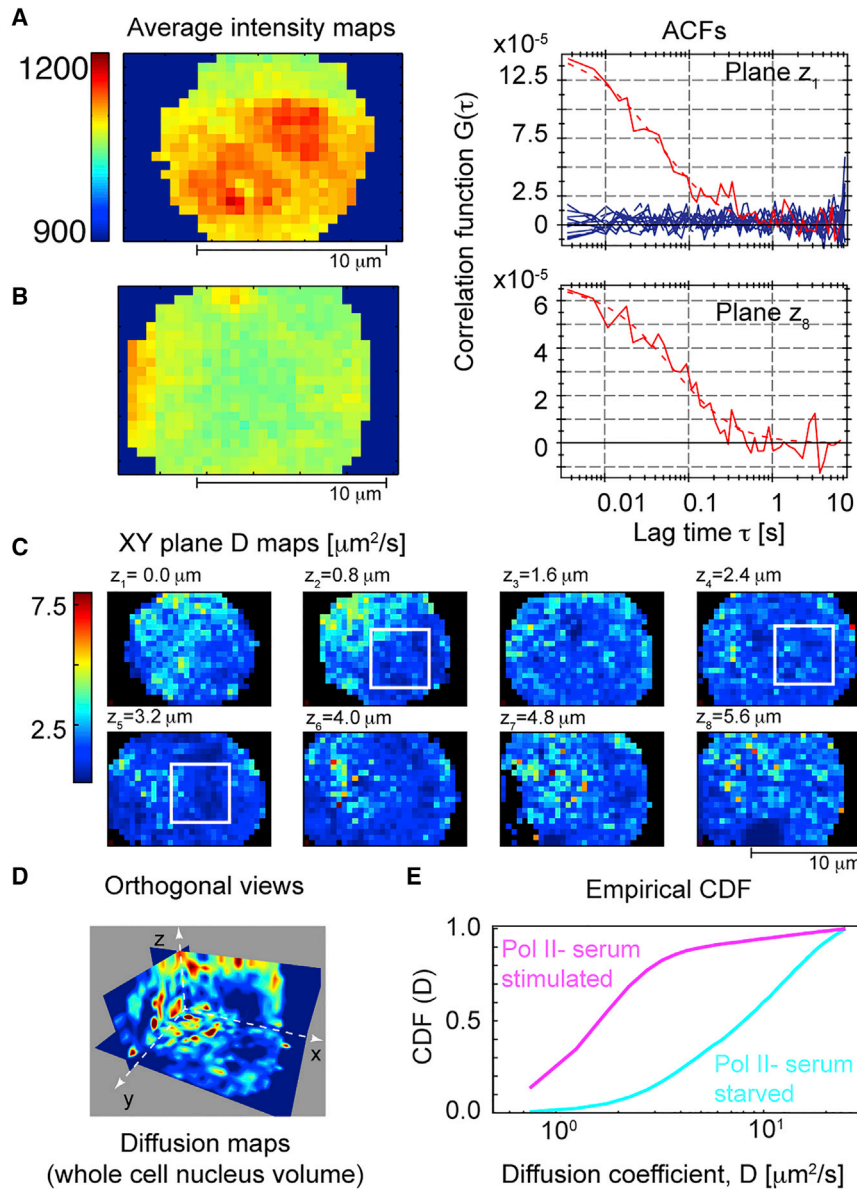 A
Average intensity maps
1200
900
10 μm
ACFs
x10⁻⁵
Plane z₁
12.5
7.5
2.5
0
B
10 μm
x10⁻⁵
Plane z₈
6
4
2
0
Correlation function G(τ)
0.01 0.1 1 10
Lag time τ [s]
C
XY plane D maps [μm²/s]
7.5
2.5
z₁= 0.0 μm
z₂=0.8 μm
z₃=1.6 μm
z₄=2.4 μm
z₅=3.2 μm
z₆=4.0 μm
z₇=4.8 μm
z₈=5.6 μm
10 μm
D
Orthogonal views
z
x
y
Diffusion maps
(whole cell nucleus volume)
E
Empirical CDF
1.0
0.5
0.0
CDF (D)
Pol II- serum
stimulated
Pol II- serum
starved
10⁰ 10¹
Diffusion coefficient, D [μm²/s]